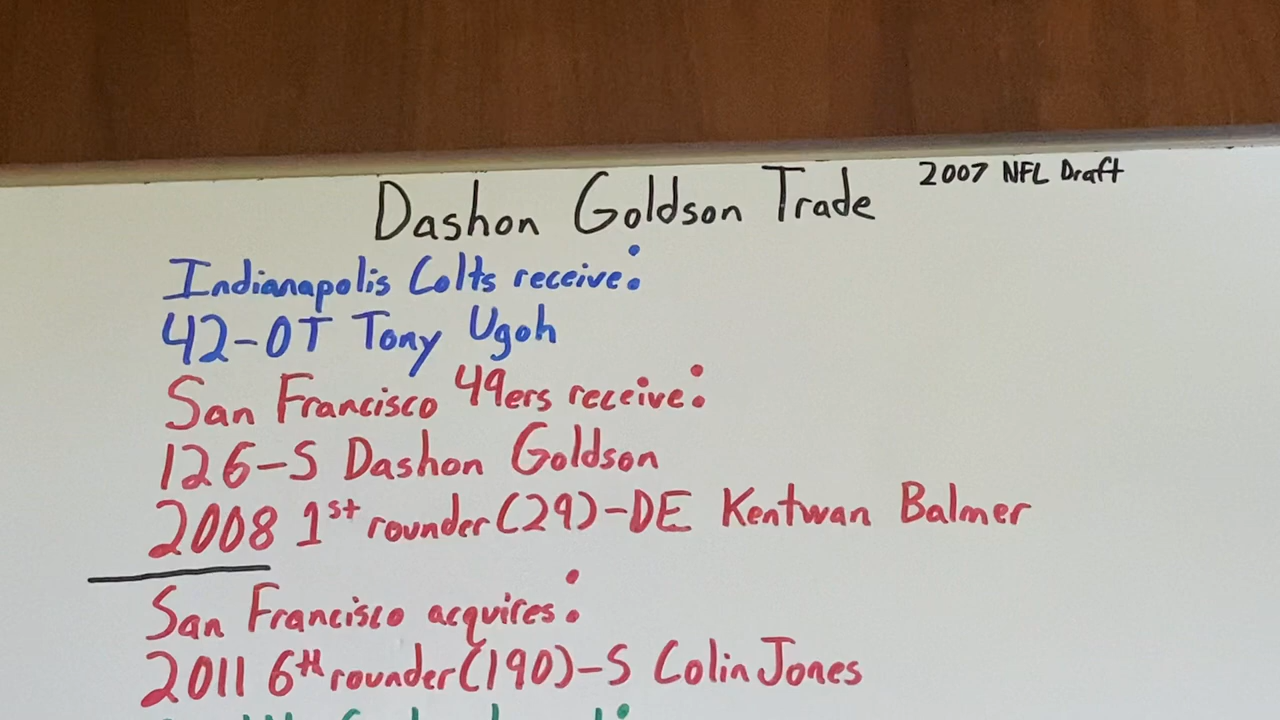 Dashon Goldson Trade 2007 NFL Draft
Indianapolis Colts receive:
42-OT Tony Ugoh
San Francisco 49ers receive:
126-S Dashon Goldson
2008 1st rounder(29)-DE Kentwan Balmer
San Francisco acquires:
2011 6th rounder(190)-S Colin Jones